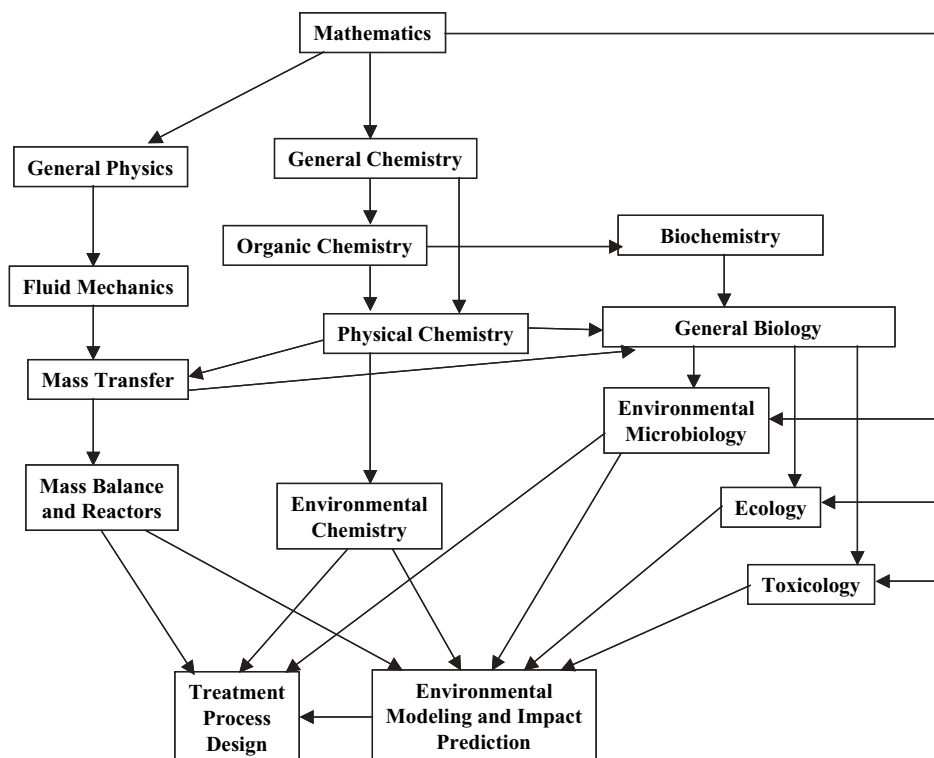 Mathematics
General Physics
General Chemistry
Organic Chemistry
Biochemistry
Fluid Mechanics
Physical Chemistry
General Biology
Mass Transfer
Environmental
Microbiology
Mass Balance
and Reactors
Environmental
Chemistry
Ecology
Toxicology
Treatment
Process
Design
Environmental
Modeling and Impact
Prediction